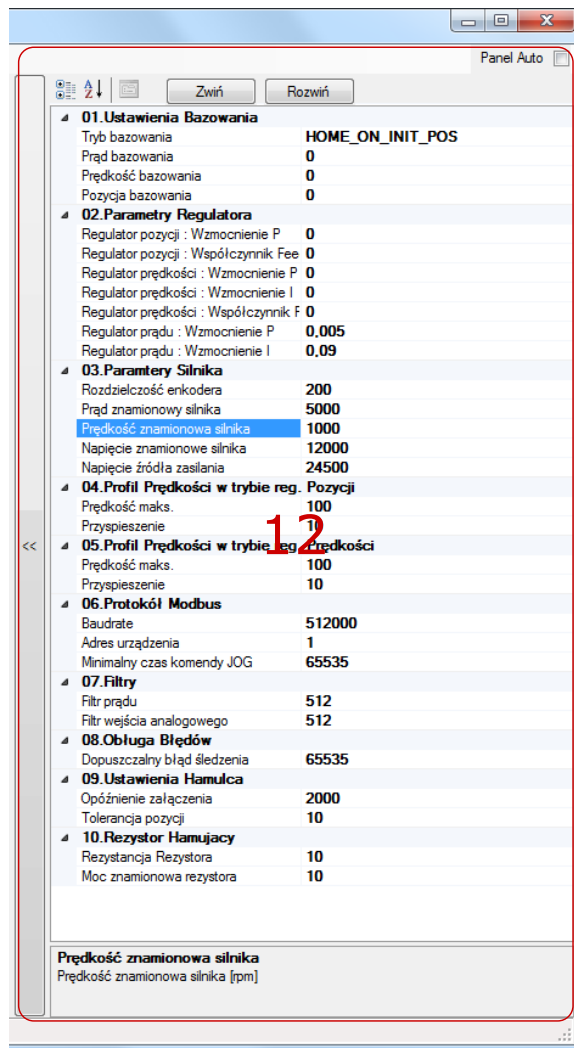 Panel Auto
Zwiń Rozwiń
01.Ustawienia Bazowania
Tryb bazowania HOME_ON_INIT_POS
Prąd bazowania 0
Prędkość bazowania 0
Pozycja bazowania 0
02.Parametry Regulatora
Regulator pozycji : Wzmocnienie P 0
Regulator pozycji : Współczynnik Fee 0
Regulator prędkości : Wzmocnienie P 0
Regulator prędkości : Wzmocnienie I 0
Regulator prędkości : Współczynnik F 0
Regulator prądu : Wzmocnienie P 0,005
Regulator prądu : Wzmocnienie I 0,09
03.Paramtery Silnika
Rozdzielczość enkodera 200
Prąd znamionowy silnika 5000
Prędkość znamionowa silnika 1000
Napięcie znamionowe silnika 12000
Napięcie źródła zasilania 24500
04.Profil Prędkości w trybie reg. Pozycji
Prędkość maks. 100
Przyspieszenie 10
12
<< 05.Profil Prędkości w trybie reg. Prędkości
Prędkość maks. 100
Przyspieszenie 10
06.Protokół Modbus
Baudrate 512000
Adres urządzenia 1
Minimalny czas komendy JOG 65535
07.Filtry
Filtr prądu 512
Filtr wejścia analogowego 512
08.Obługa Błędów
Dopuszczalny błąd śledzenia 65535
09.Ustawienia Hamulca
Opóźnienie załączenia 2000
Tolerancja pozycji 10
10.Rezystor Hamujacy
Rezystancja Rezystora 10
Moc znamionowa rezystora 10
Prędkość znamionowa silnika
Prędkość znamionowa silnika [rpm]